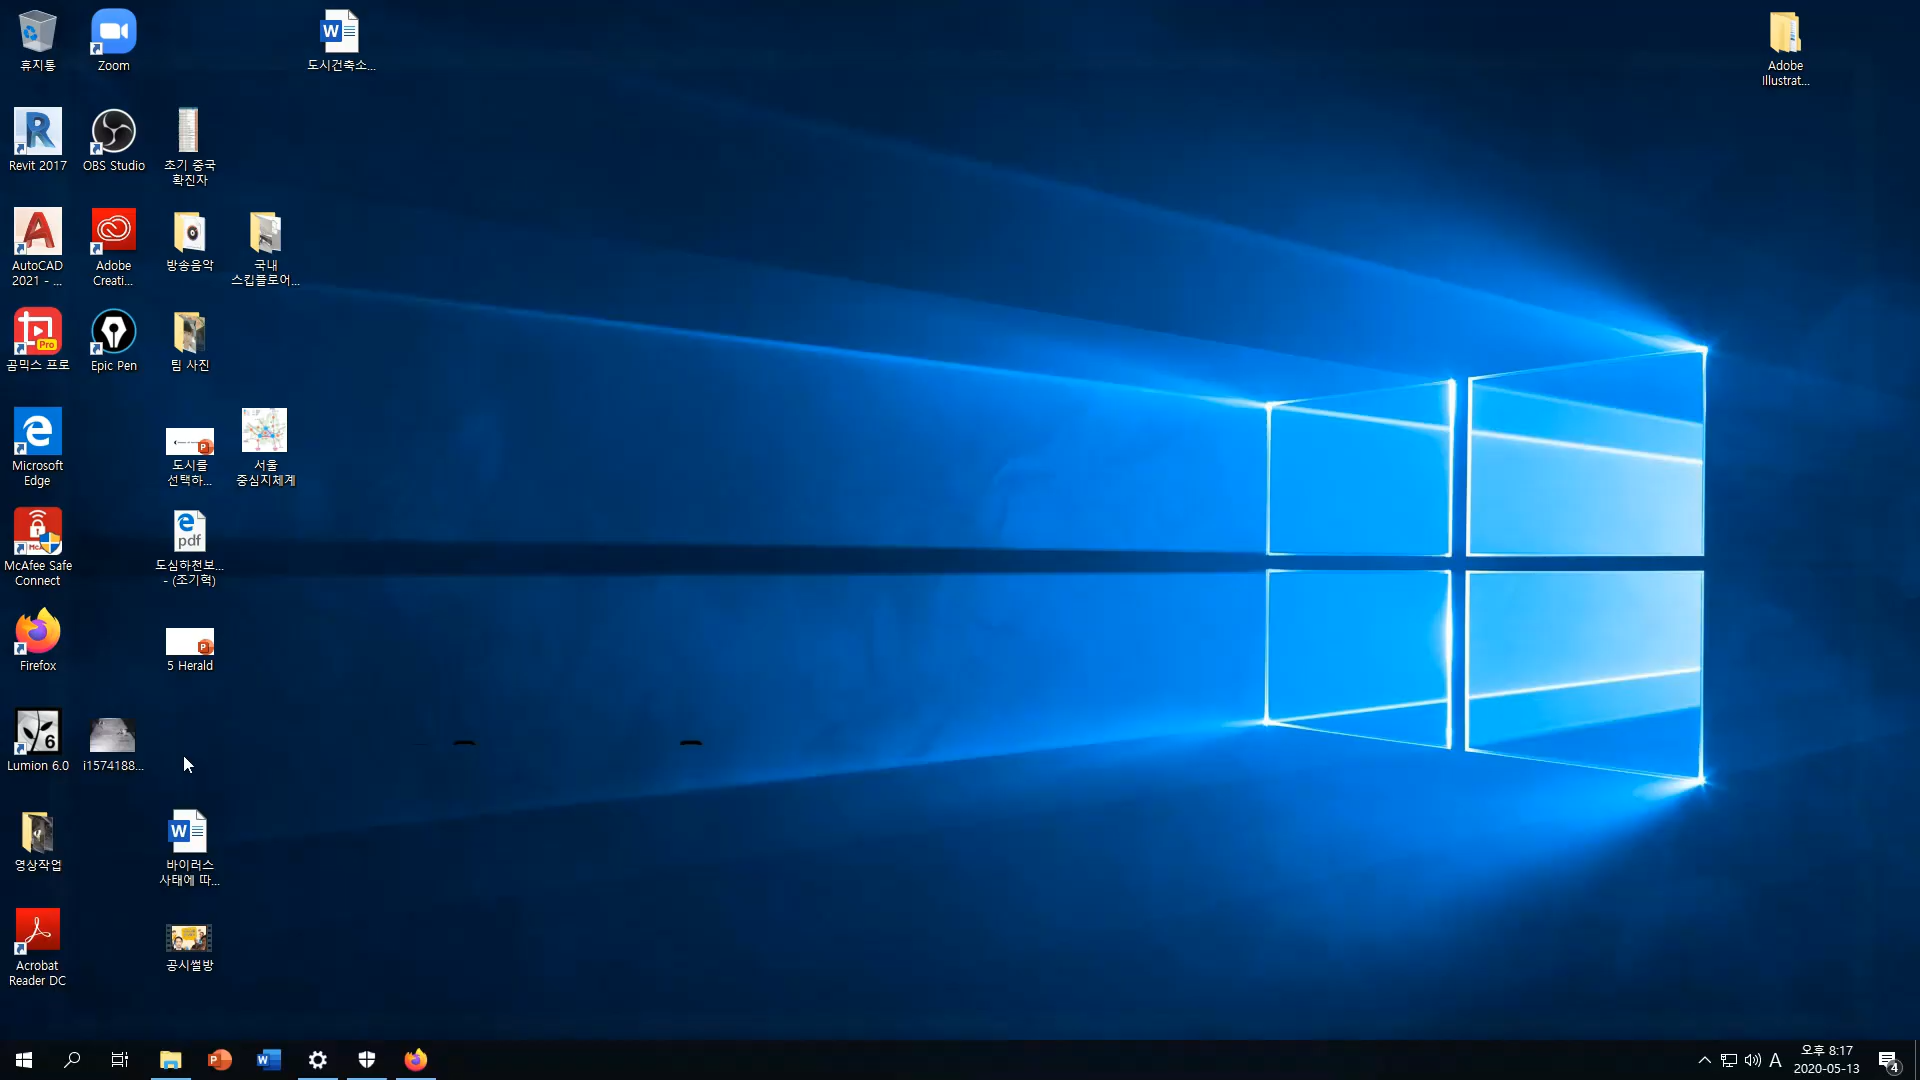 휴지통
Zoom
도시건축소...
Adobe
Illustrat...
Revit 2017
OBS Studio
초기 중국
확진자
AutoCAD
2021 - ...
Adobe
Creati...
방송음악
국내
스킵플로어...
Pro
곰믹스 프로
Epic Pen
팀 사진
Microsoft
Edge
도시를
선택하...
서울
중심지체계
pdf
McAfee Safe
Connect
도심하천보...
- (조기혁)
Firefox
5 Herald
6
Lumion 6.0
i1574188...
영상작업
바이러스
사태에 따...
Acrobat
Reader DC
공시썰방
A
오후 8:17
2020-05-13
4